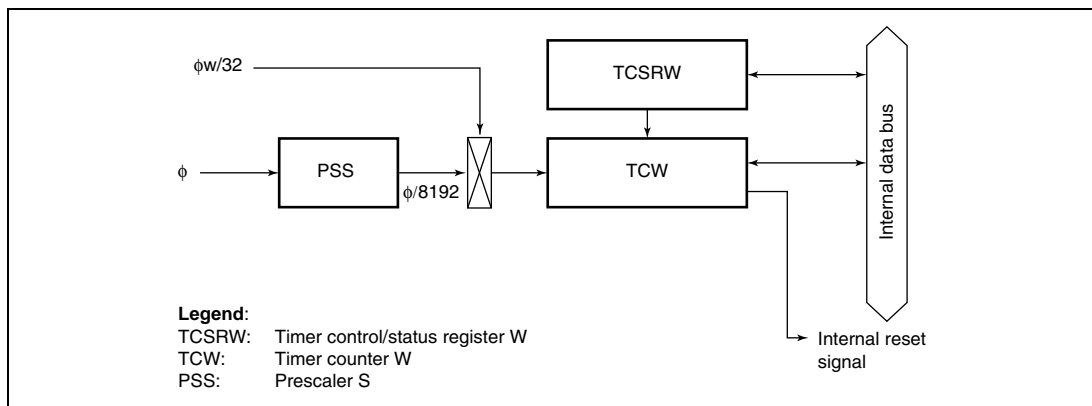 ϕw/32
TCSRW
ϕ
PSS
ϕ/8192
TCW
Internal data bus
Legend:
TCSRW: Timer control/status register W
TCW: Timer counter W
PSS: Prescaler S
Internal reset
signal